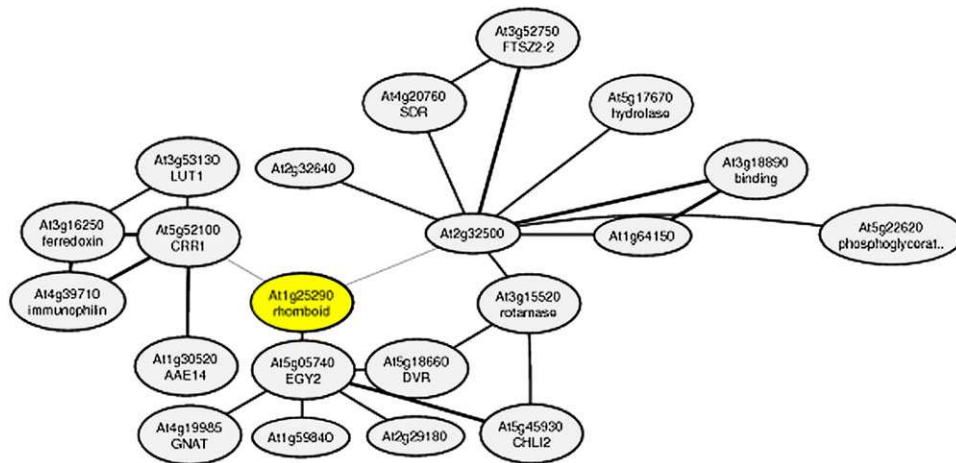 At3g52750
FTSZ2-2
At4g20760
SDR
At5g17670
hydrolase
At3g53130
LUT1
At2g32640
At3g18890
binding
At3g16250
ferredoxin
At5g52100
CRR1
At2g32500
At1g64150
At5g22620
phosphoglycorat..
At4g39710
immunophilin
At1g25290
rhomboid
At3g15520
rotamase
At1g30520
AAE14
At5g05740
EGY2
At5g18660
DVR
At4g19985
GNAT
At1g59840
At2g29180
At5g45930
CHLI2